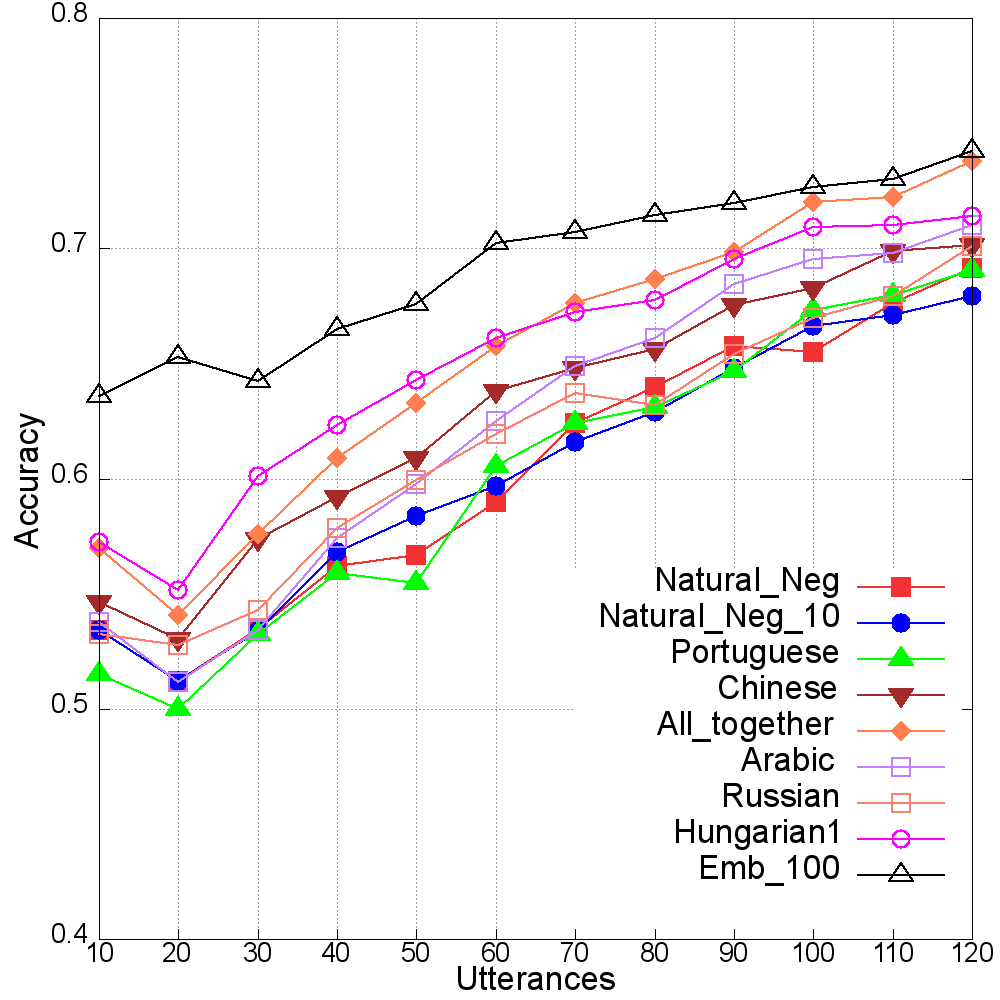 0.8
0.7
0.6
0.5
0.4
Accuracy
Natural_Neg
Natural_Neg_10
Portuguese
Chinese
All_together
Arabic
Russian
Hungarian1
Emb_100
10 20 30 40 50 60 70 80 90 100 110 120
Utterances